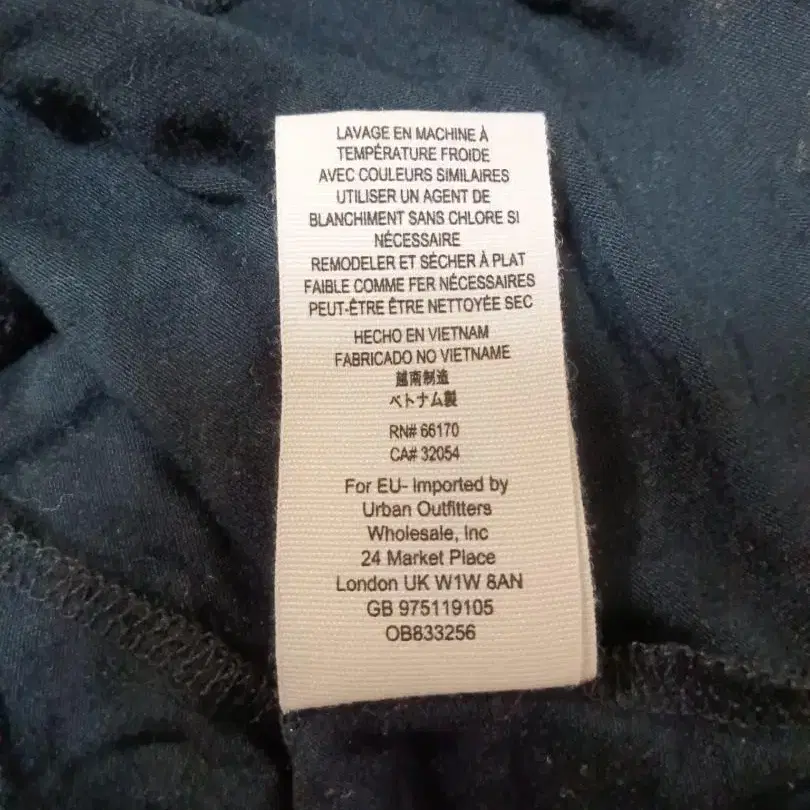 LAVAGE EN MACHINE À
TEMPÉRATURE FROIDE
AVEC COULEURS SIMILAIRES
UTILISER UN AGENT DE
BLANCHIMENT SANS CHLORE SI
NÉCESSAIRE
REMODELER ET SÉCHER À PLAT
FAIBLE COMME FER NÉCESSAIRES
PEUT-ÊTRE ÊTRE NETTOYÉE SEC
HECHO EN VIETNAM
FABRICADO NO VIETNAME
越南制造
ベトナム製
RN# 66170
CA# 32054
For EU- Imported by
Urban Outfitters
Wholesale, Inc
24 Market Place
London UK W1W 8AN
GB 975119105
OB833256